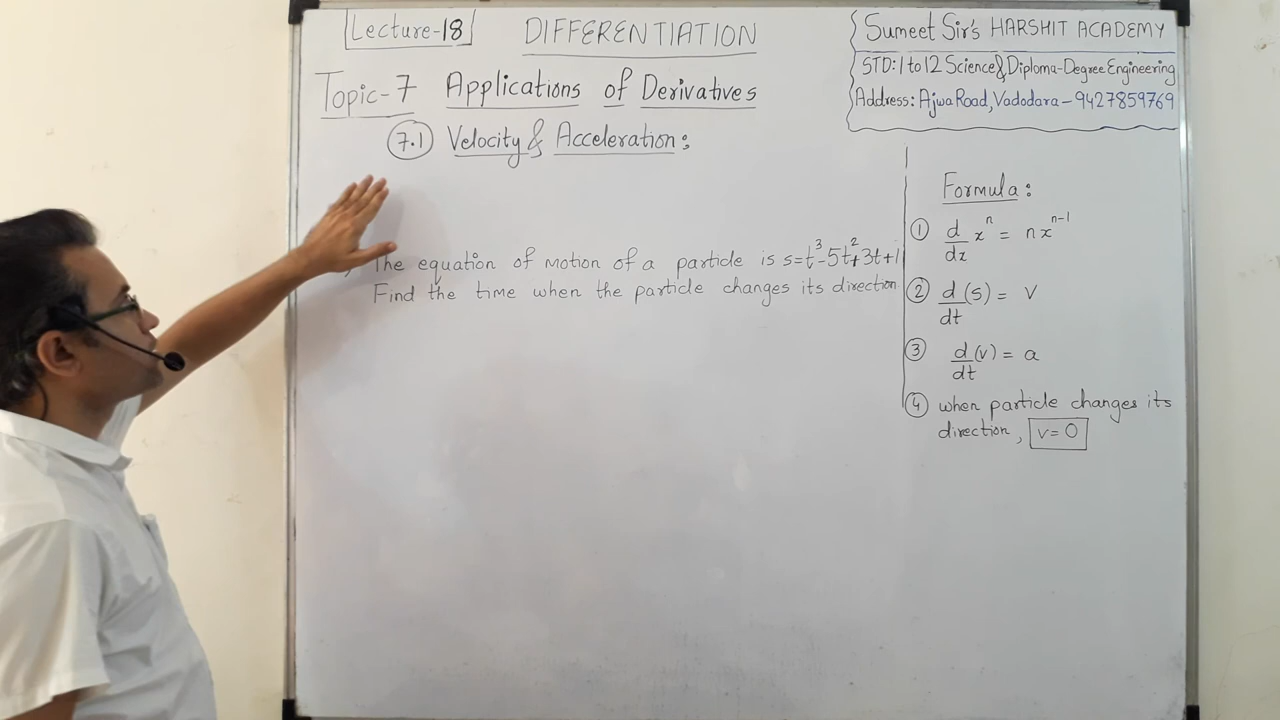 Lecture-18
DIFFERENTIATION
Sumeet Sir's HARSHIT ACADEMY
STD: 1 to 12 Science & Diploma-Degree Engineering
Address: Ajwa Road, Vadodara - 9427859769
Topic-7 Applications of Derivatives
7.1 Velocity & Acceleration:
The equation of Motion of a particle is s=t³-5t²+3t+1
Find the time when the particle changes its direction
Formula:
① d/dx xⁿ = nxⁿ⁻¹
② d/dt (s) = v
③ d/dt (v) = a
④ when particle changes its
direction, v=0